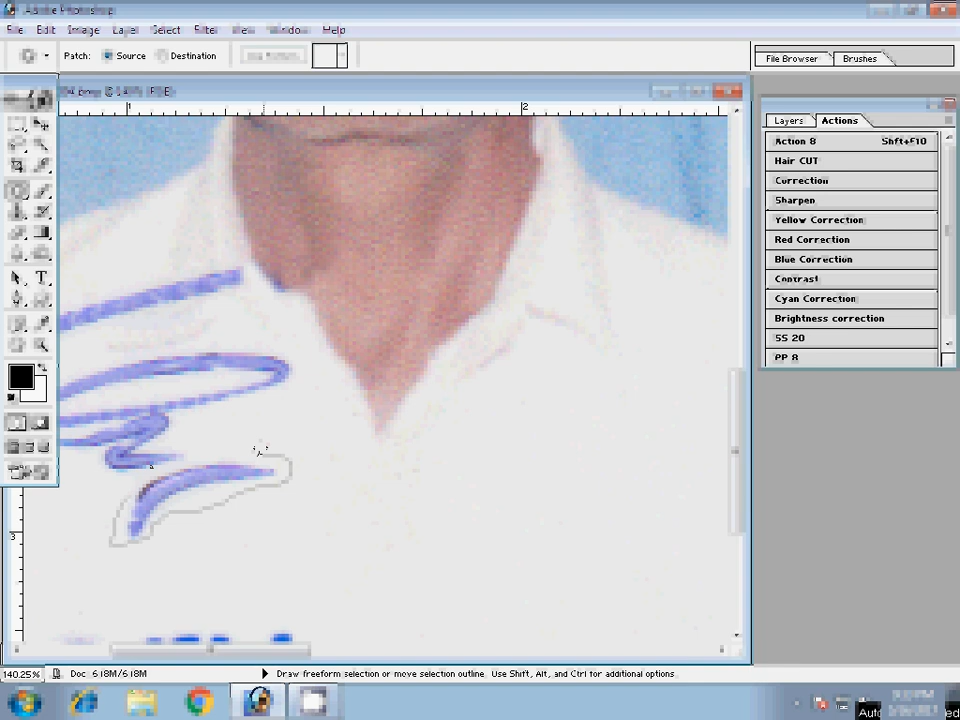 Adobe Photoshop
File Edit Image Layer Select Filter View Window Help
Patch: Source Destination
File Browser Brushes
1 2
Layers Actions
Action 8 Shft+F10
Hair CUT
Correction
Sharpen
Yellow Correction
Red Correction
Blue Correction
Contrast
Cyan Correction
Brightness correction
SS 20
PP 8
3
140.25% Doc 6.18M/6.18M Draw freeform selection or move selection outline. Use Shift, Alt, and Ctrl for additional options.